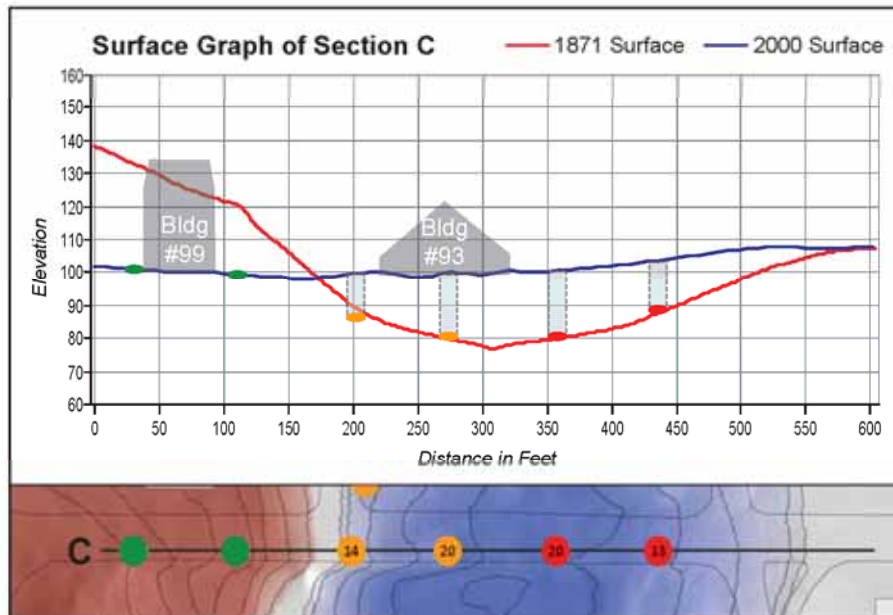 Surface Graph of Section C
1871 Surface
2000 Surface
160
150
140
130
120
110
100
90
80
70
60
Elevation
Bldg
#99
Bldg
#93
0 50 100 150 200 250 300 350 400 450 500 550 600
Distance in Feet
C 14 20 20 15